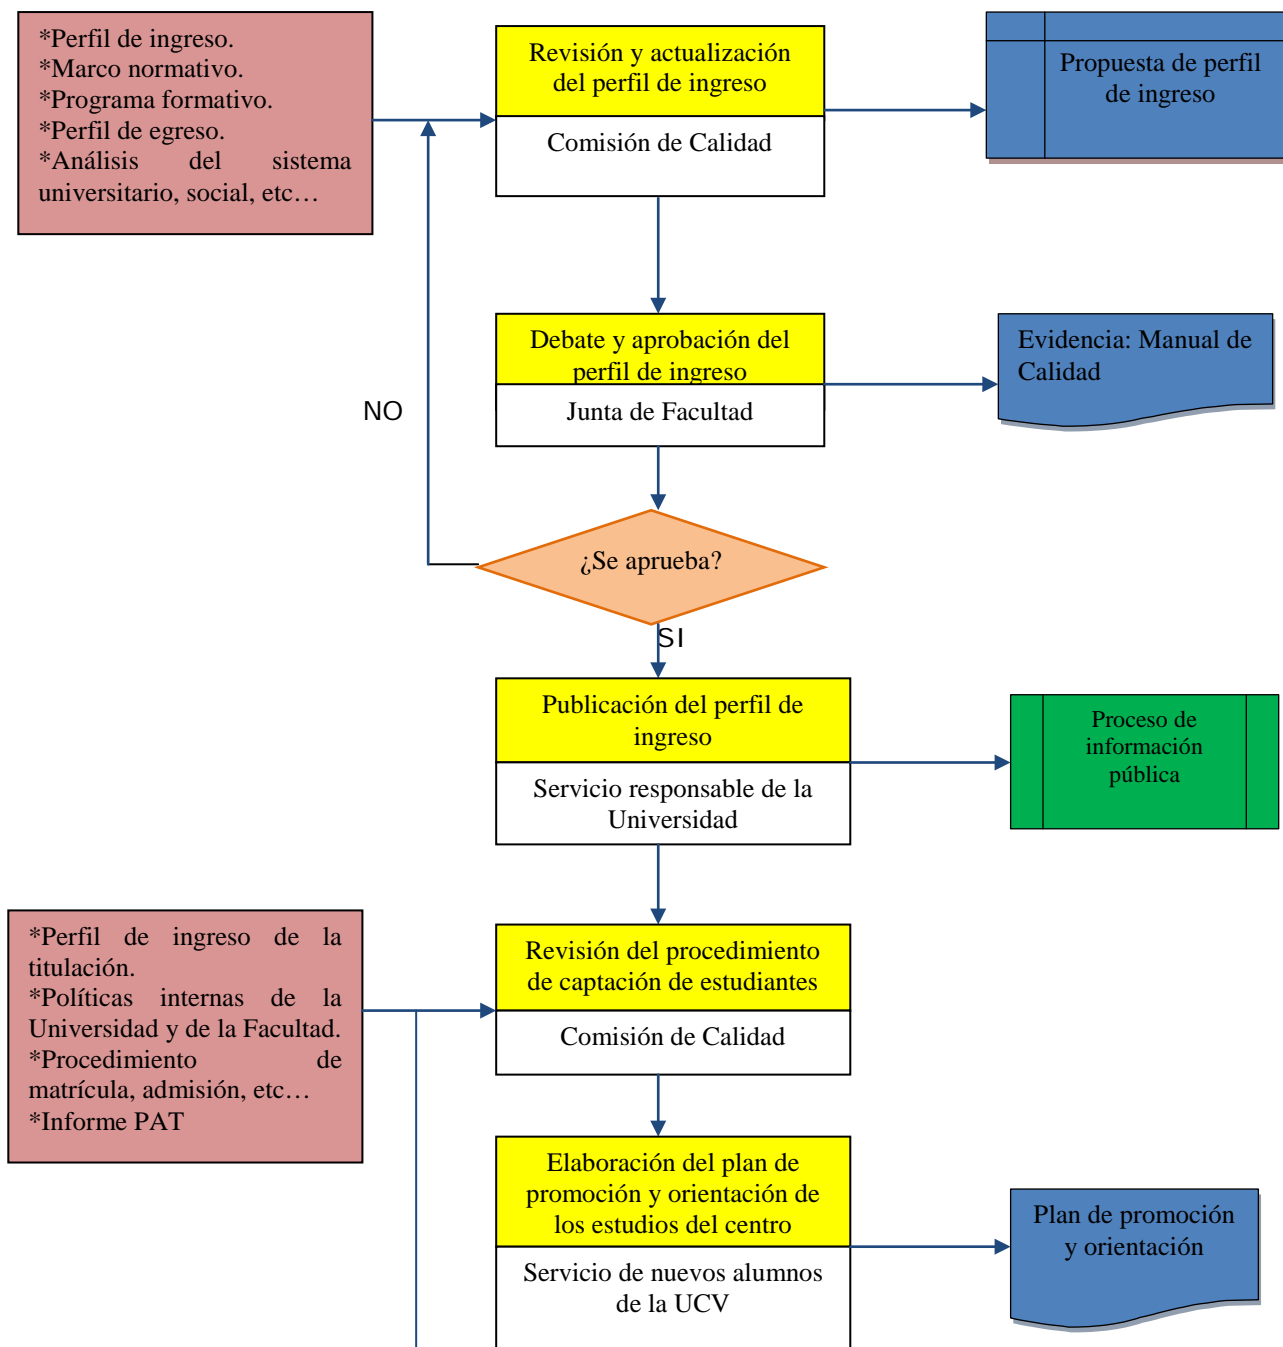 *Perfil de ingreso.
*Marco normativo.
*Programa formativo.
*Perfil de egreso.
*Análisis del sistema
universitario, social, etc…
Revisión y actualización
del perfil de ingreso
Comisión de Calidad
Propuesta de perfil
de ingreso
Debate y aprobación del
perfil de ingreso
Junta de Facultad
Evidencia: Manual de
Calidad
NO
¿Se aprueba?
SI
Publicación del perfil de
ingreso
Servicio responsable de la
Universidad
Proceso de
información
pública
*Perfil de ingreso de la
titulación.
*Políticas internas de la
Universidad y de la Facultad.
*Procedimiento de
matrícula, admisión, etc…
*Informe PAT
Revisión del procedimiento
de captación de estudiantes
Comisión de Calidad
Elaboración del plan de
promoción y orientación de
los estudios del centro
Servicio de nuevos alumnos
de la UCV
Plan de promoción
y orientación